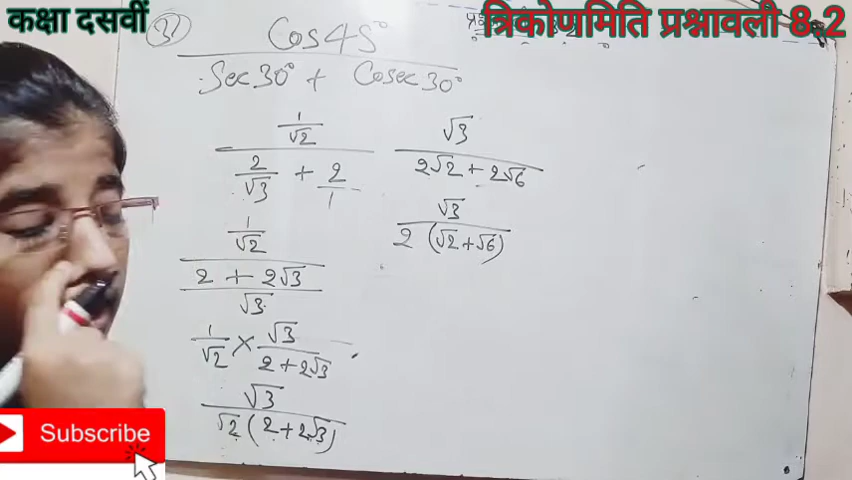 कक्षा दसवीं
त्रिकोणमिति प्रश्नावली 8.2
(3)
Cos45°
Sec30° + Cosec30°
1/√2
2/√3 + 2/1
1/√2
2 + 2√3
√3
1/√2 × √3/(2+2√3)
√3
√2 (2+2√3)
√3
2√2 + 2√6
√3
2 (√2+√6)
Subscribe